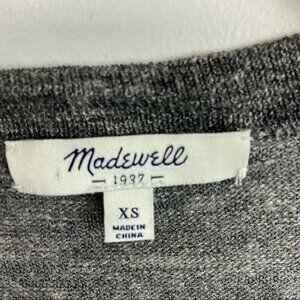 Madewell
— 1937 —
XS
MADE IN
CHINA